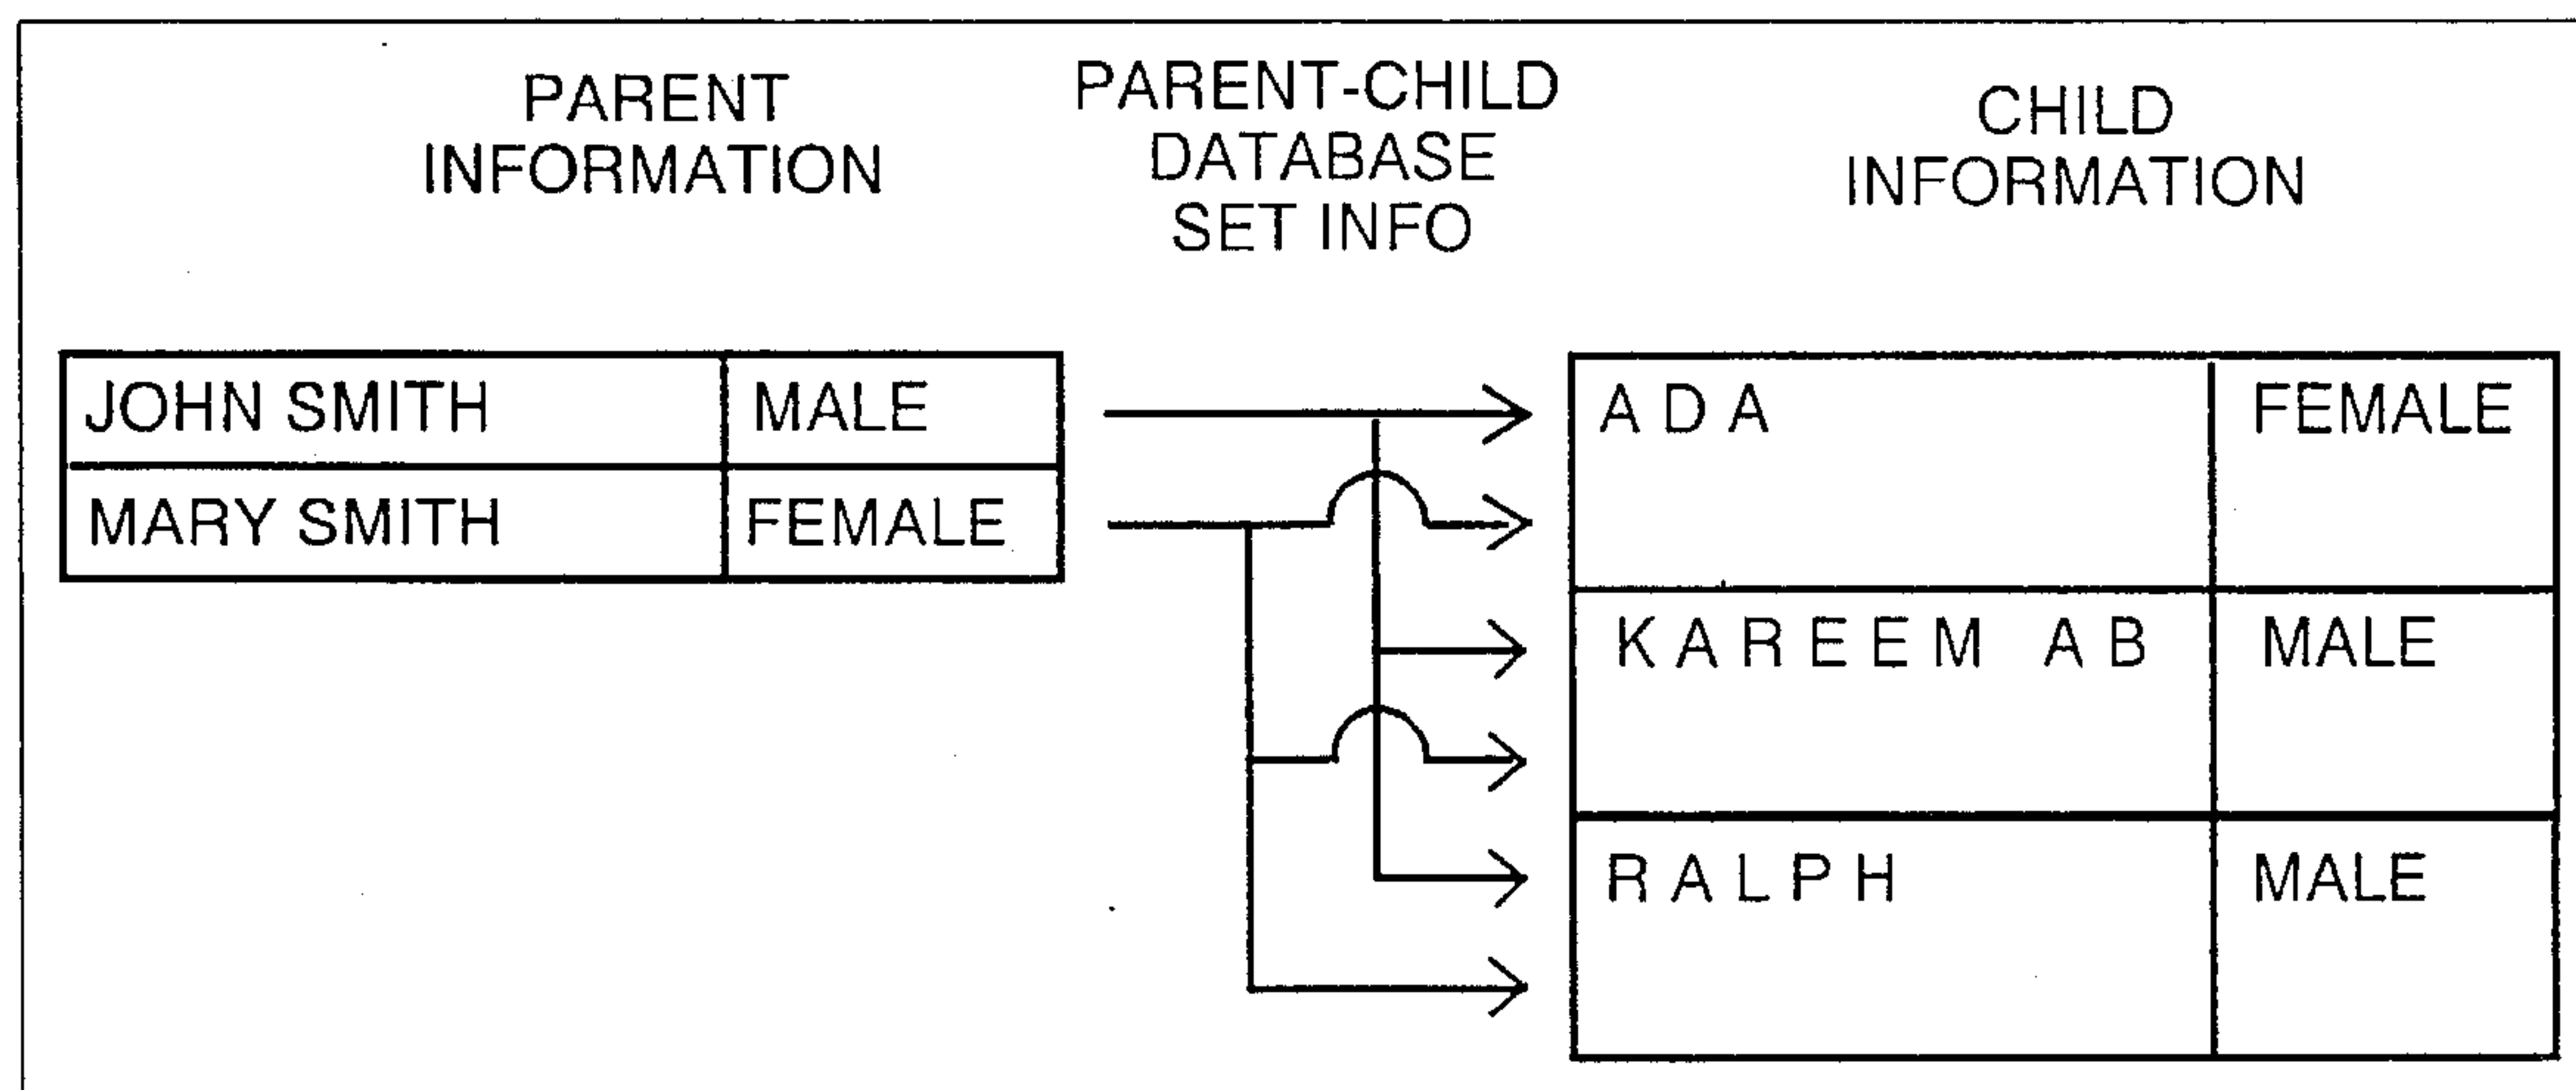 PARENT
INFORMATION
PARENT-CHILD
DATABASE
SET INFO
CHILD
INFORMATION
JOHN SMITH MALE
MARY SMITH FEMALE
A D A FEMALE
K A R E E M A B MALE
R A L P H MALE